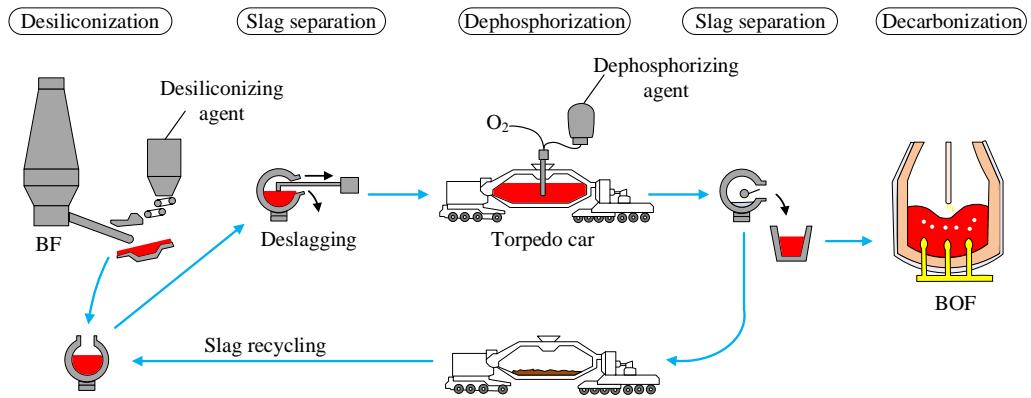 Desiliconization
Slag separation
Dephosphorization
Slag separation
Decarbonization
Desiliconizing
agent
Dephosphorizing
agent
O₂
BF
Deslagging
Torpedo car
BOF
Slag recycling